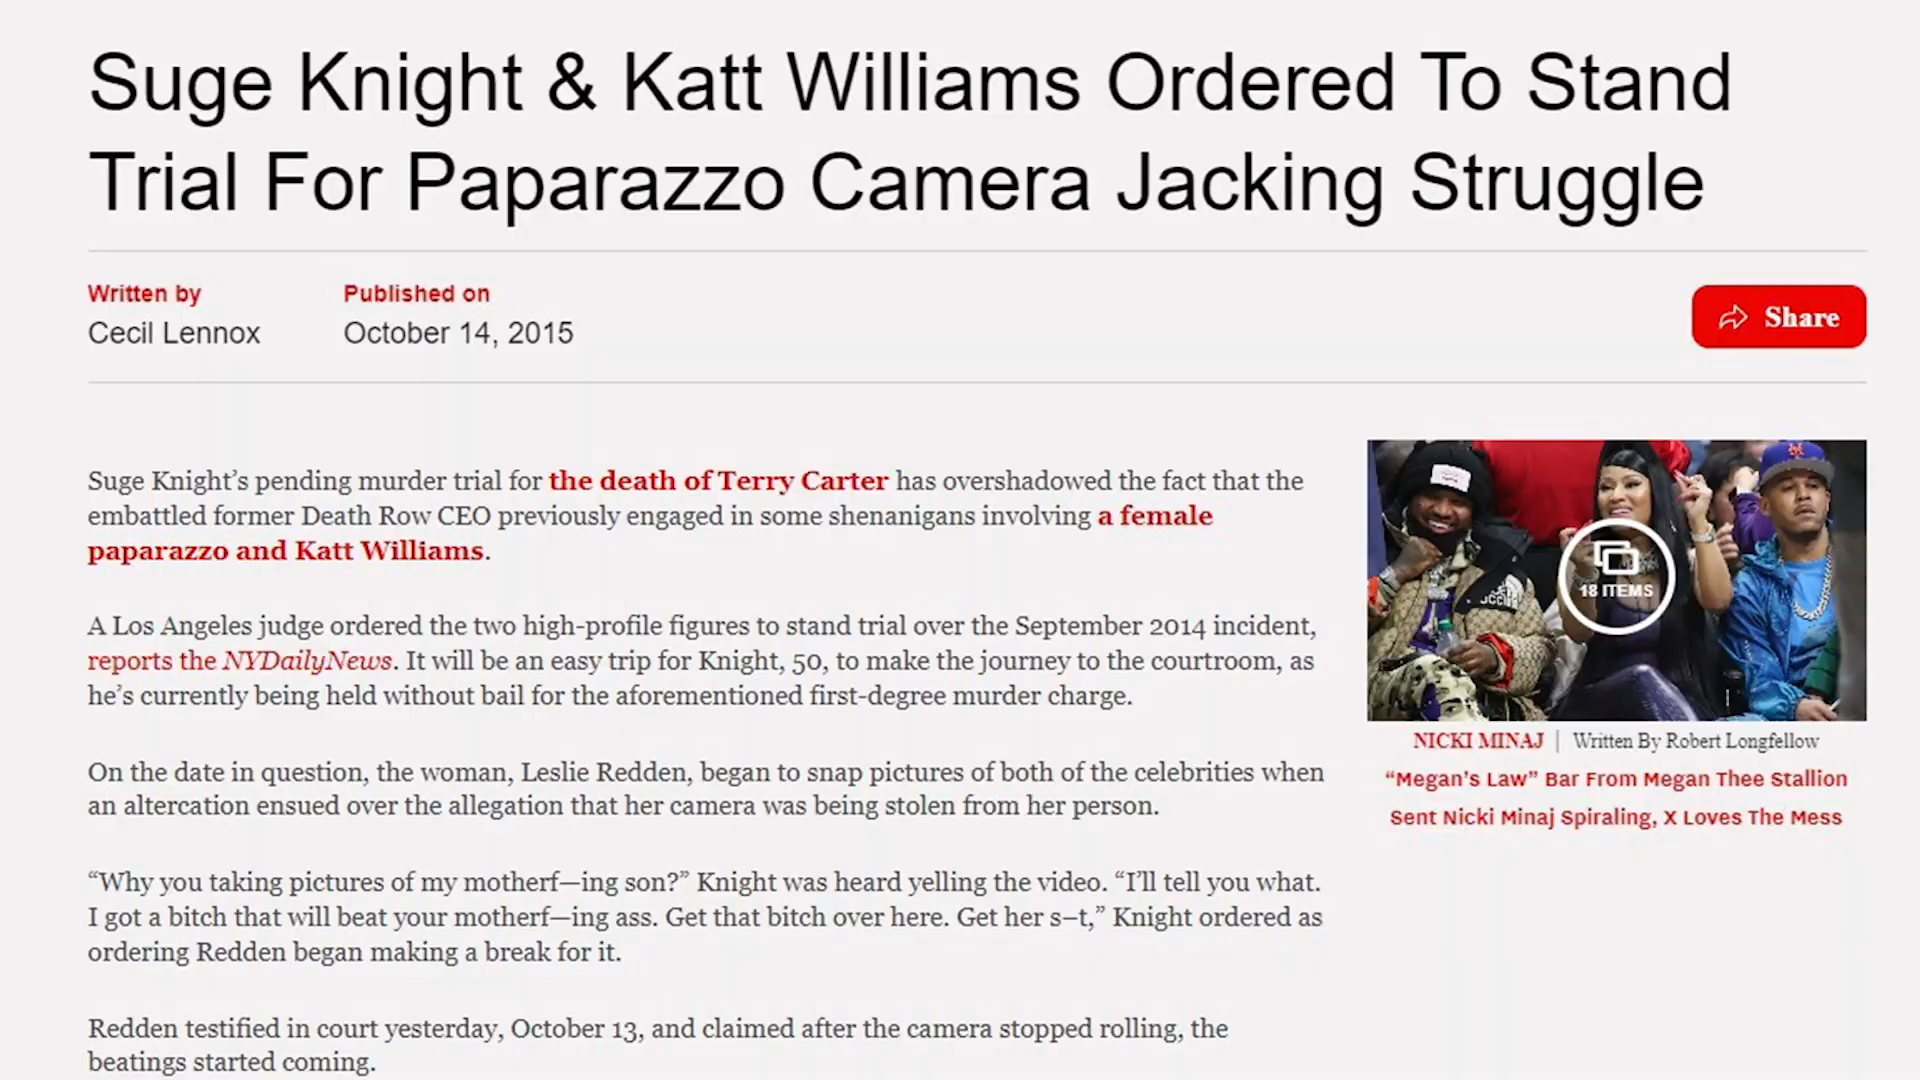 Suge Knight & Katt Williams Ordered To Stand
Trial For Paparazzo Camera Jacking Struggle
Written by
Cecil Lennox
Published on
October 14, 2015
Share
Suge Knight’s pending murder trial for the death of Terry Carter has overshadowed the fact that the
embattled former Death Row CEO previously engaged in some shenanigans involving a female
paparazzo and Katt Williams.
A Los Angeles judge ordered the two high-profile figures to stand trial over the September 2014 incident,
reports the NYDailyNews. It will be an easy trip for Knight, 50, to make the journey to the courtroom, as
he’s currently being held without bail for the aforementioned first-degree murder charge.
On the date in question, the woman, Leslie Redden, began to snap pictures of both of the celebrities when
an altercation ensued over the allegation that her camera was being stolen from her person.
“Why you taking pictures of my motherf—ing son?” Knight was heard yelling the video. “I’ll tell you what.
I got a bitch that will beat your motherf—ing ass. Get that bitch over here. Get her s–t,” Knight ordered as
ordering Redden began making a break for it.
Redden testified in court yesterday, October 13, and claimed after the camera stopped rolling, the
beatings started coming.
18 ITEMS
NICKI MINAJ | Written By Robert Longfellow
“Megan’s Law” Bar From Megan Thee Stallion
Sent Nicki Minaj Spiraling, X Loves The Mess